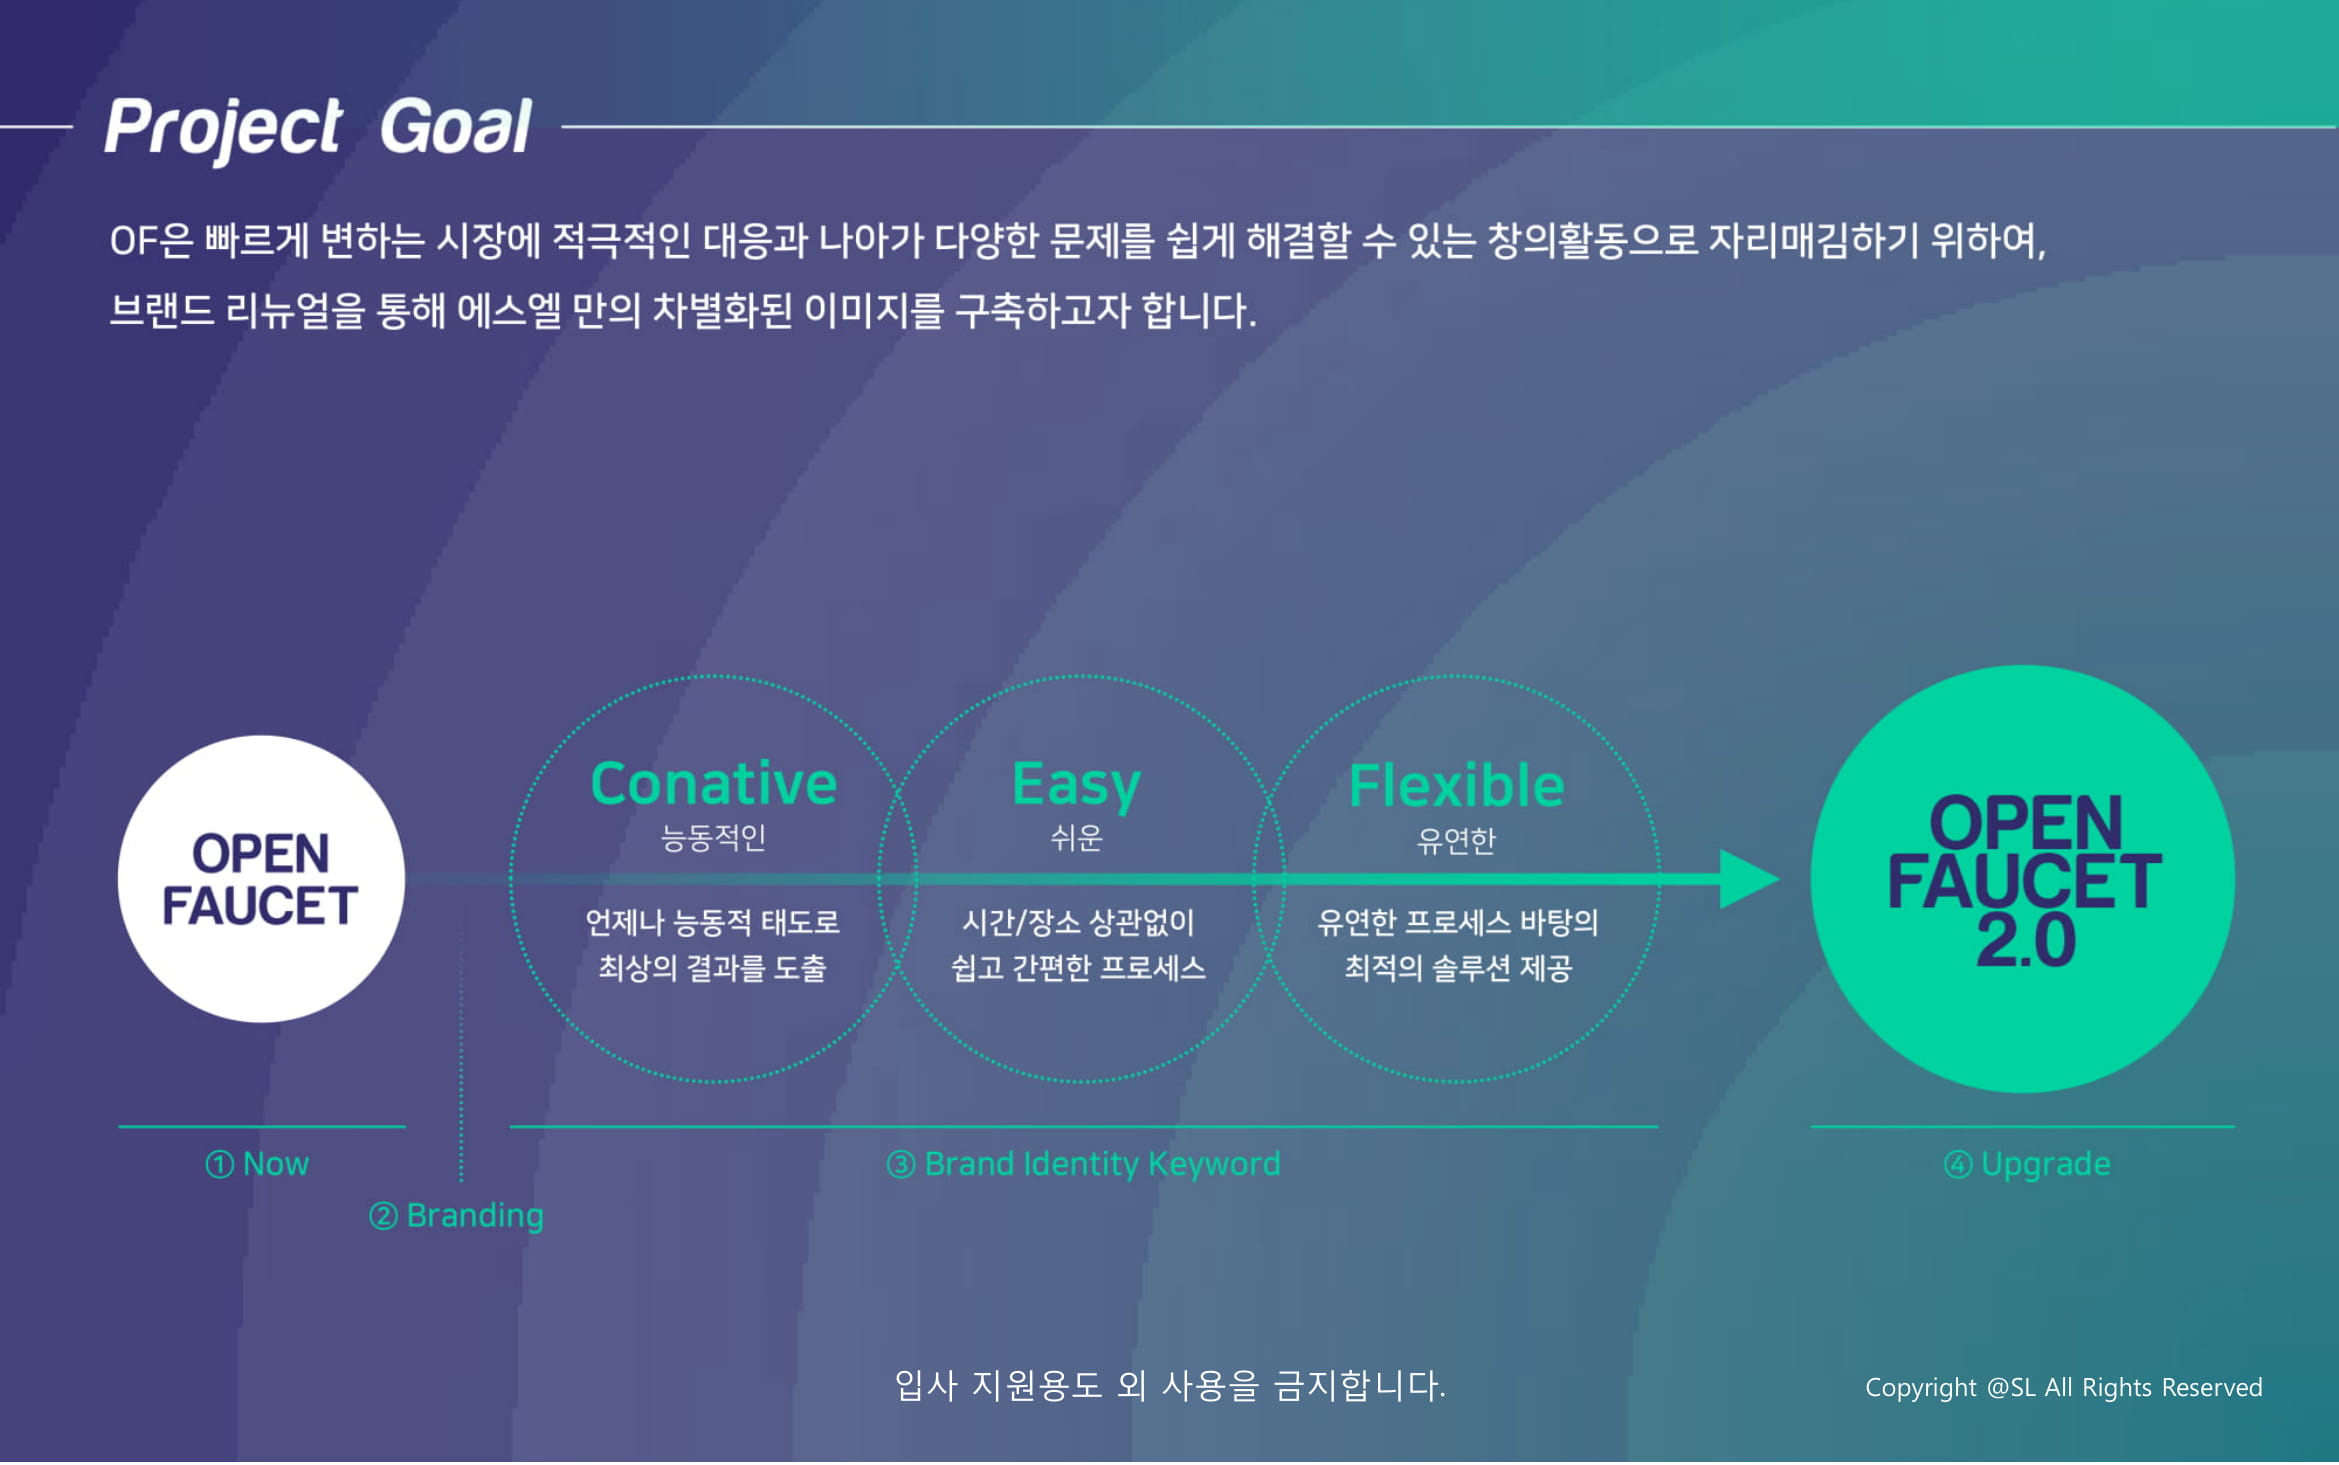 Project Goal
OF은 빠르게 변하는 시장에 적극적인 대응과 나아가 다양한 문제를 쉽게 해결할 수 있는 창의활동으로 자리매김하기 위하여,
브랜드 리뉴얼을 통해 에스엘 만의 차별화된 이미지를 구축하고자 합니다.
OPEN
FAUCET
Conative
능동적인
언제나 능동적 태도로
최상의 결과를 도출
Easy
쉬운
시간/장소 상관없이
쉽고 간편한 프로세스
Flexible
유연한
유연한 프로세스 바탕의
최적의 솔루션 제공
OPEN
FAUCET
2.0
① Now
② Branding
③ Brand Identity Keyword
④ Upgrade
입사 지원용도 외 사용을 금지합니다.
Copyright @SL All Rights Reserved